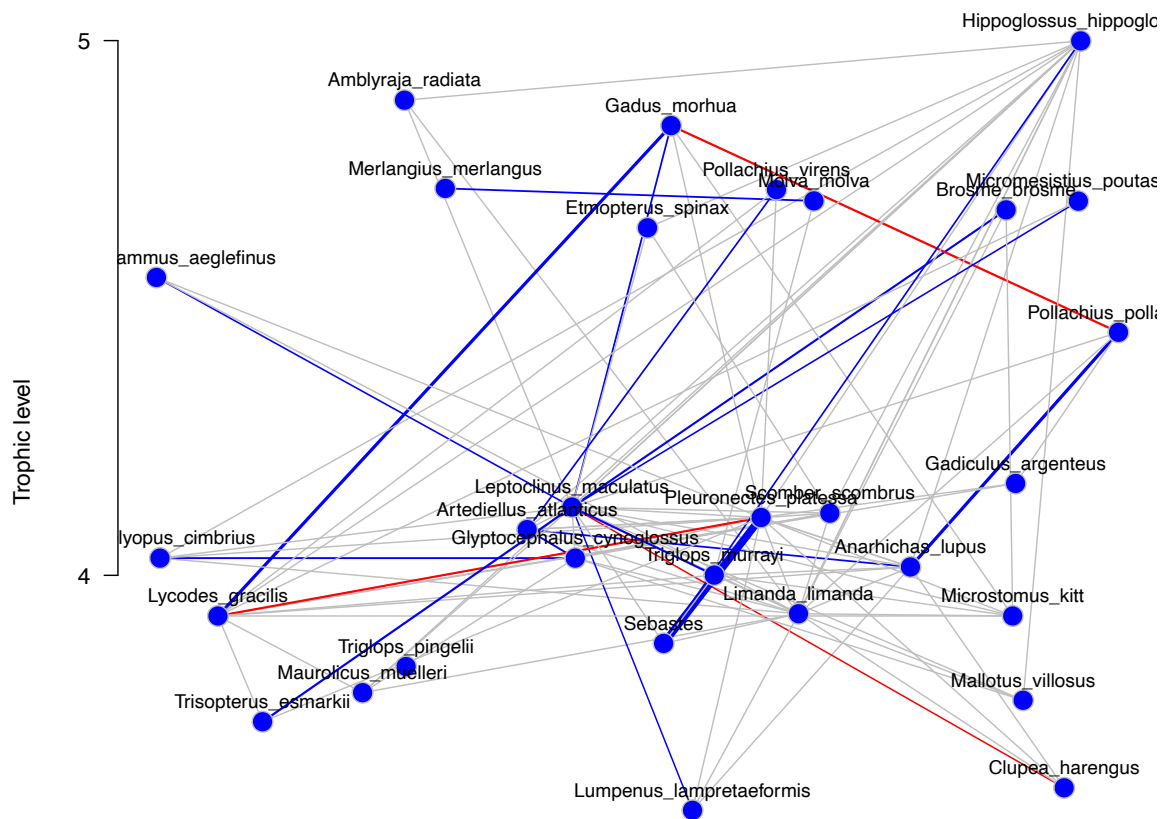 5
Hippoglossus_hippoglo
Amblyraja_radiata
Gadus_morhua
Merlangius_merlangus
Pollachius_virens
Molva_molva
Micromesistius_poutas
Brosme_brosme
Etmopterus_spinax
ammus_aeglefinus
Pollachius_polla
Trophic level
Gadiculus_argenteus
Leptoclinus_maculatus
Scomber_scombrus
Pleuronectes_platessa
Artediellus_atlanticus
lyopus_cimbrius
Glyptocephalus_cynoglossus
Anarhichas_lupus
Triglops_murrayi
4
Lycodes_gracilis
Limanda_limanda
Microstomus_kitt
Sebastes
Triglops_pingelii
Maurolicus_muelleri
Mallotus_villosus
Trisopterus_esmarkii
Clupea_harengus
Lumpenus_lampretaeformis